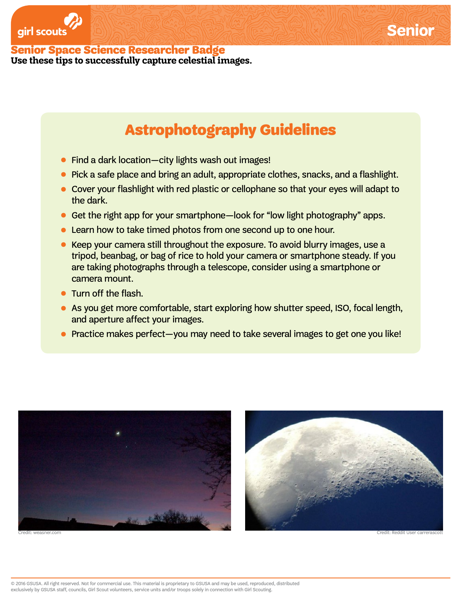 girl scouts
Senior
Senior Space Science Researcher Badge
Use these tips to successfully capture celestial images.
Astrophotography Guidelines
• Find a dark location—city lights wash out images!
• Pick a safe place and bring an adult, appropriate clothes, snacks, and a flashlight.
• Cover your flashlight with red plastic or cellophane so that your eyes will adapt to
the dark.
• Get the right app for your smartphone—look for “low light photography” apps.
• Learn how to take timed photos from one second up to one hour.
• Keep your camera still throughout the exposure. To avoid blurry images, use a
tripod, beanbag, or bag of rice to hold your camera or smartphone steady. If you
are taking photographs through a telescope, consider using a smartphone or
camera mount.
• Turn off the flash.
• As you get more comfortable, start exploring how shutter speed, ISO, focal length,
and aperture affect your images.
• Practice makes perfect—you may need to take several images to get one you like!
Credit: Reddit user
© 2016 GSUSA. All right reserved. Not for commercial use. This material is proprietary to GSUSA and may be used, reproduced, distributed
exclusively by GSUSA staff, councils, Girl Scout volunteers, service units and/or troops solely in connection with Girl Scouting.